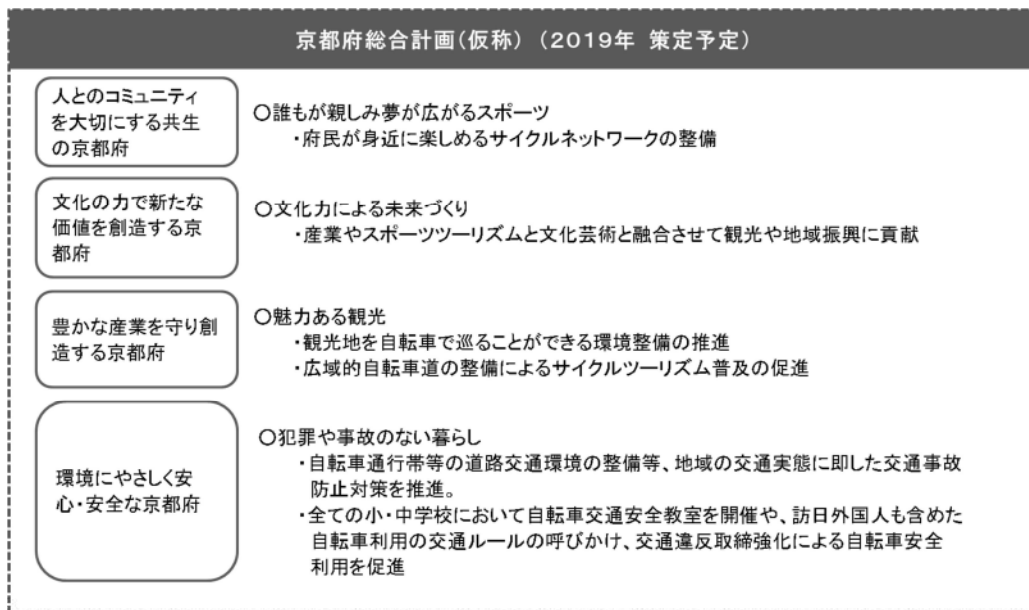 京都府総合計画(仮称) (2019年 策定予定)
人とのコミュニティ
を大切にする共生
の京都府
〇誰もが親しみ夢が広がるスポーツ
・府民が身近に楽しめるサイクルネットワークの整備
文化の力で新たな
価値を創造する京
都府
〇文化力による未来づくり
・産業やスポーツツーリズムと文化芸術と融合させて観光や地域振興に貢献
豊かな産業を守り創
造する京都府
〇魅力ある観光
・観光地を自転車で巡ることができる環境整備の推進
・広域的自転車道の整備によるサイクルツーリズム普及の促進
環境にやさしく安
心・安全な京都府
〇犯罪や事故のない暮らし
・自転車通行帯等の道路交通環境の整備等、地域の交通実態に即した交通事故
防止対策を推進。
・全ての小・中学校において自転車交通安全教室を開催や、訪日外国人も含めた
自転車利用の交通ルールの呼びかけ、交通違反取締強化による自転車安全
利用を促進